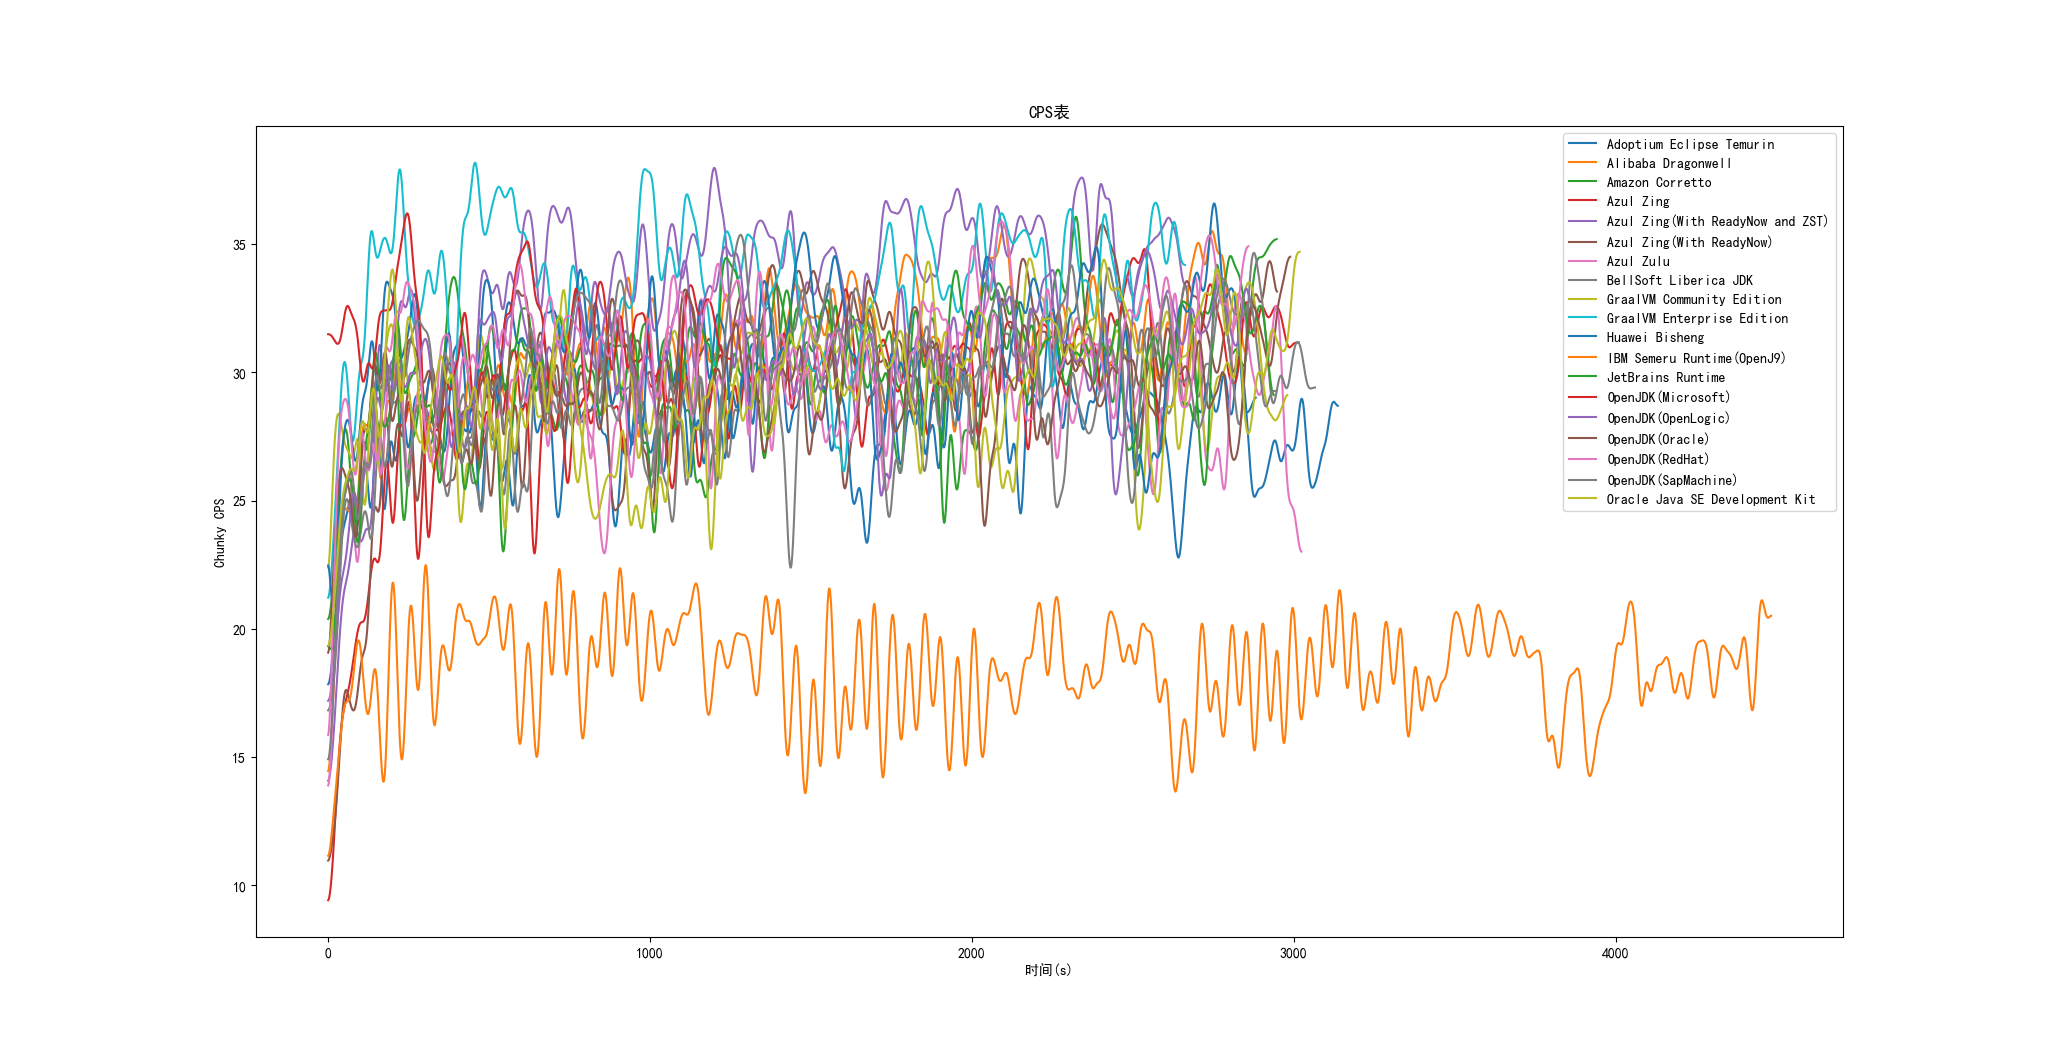 CPS表
Adoptium Eclipse Temurin
Alibaba Dragonwell
Amazon Corretto
Azul Zing
Azul Zing(With ReadyNow and ZST)
Azul Zing(With ReadyNow)
Azul Zulu
BellSoft Liberica JDK
GraalVM Community Edition
GraalVM Enterprise Edition
Huawei Bisheng
IBM Semeru Runtime(OpenJ9)
JetBrains Runtime
OpenJDK(Microsoft)
OpenJDK(OpenLogic)
OpenJDK(Oracle)
OpenJDK(RedHat)
OpenJDK(SapMachine)
Oracle Java SE Development Kit
Chunky CPS
35
30
25
20
15
10
0
1000
2000
3000
4000
时间(s)